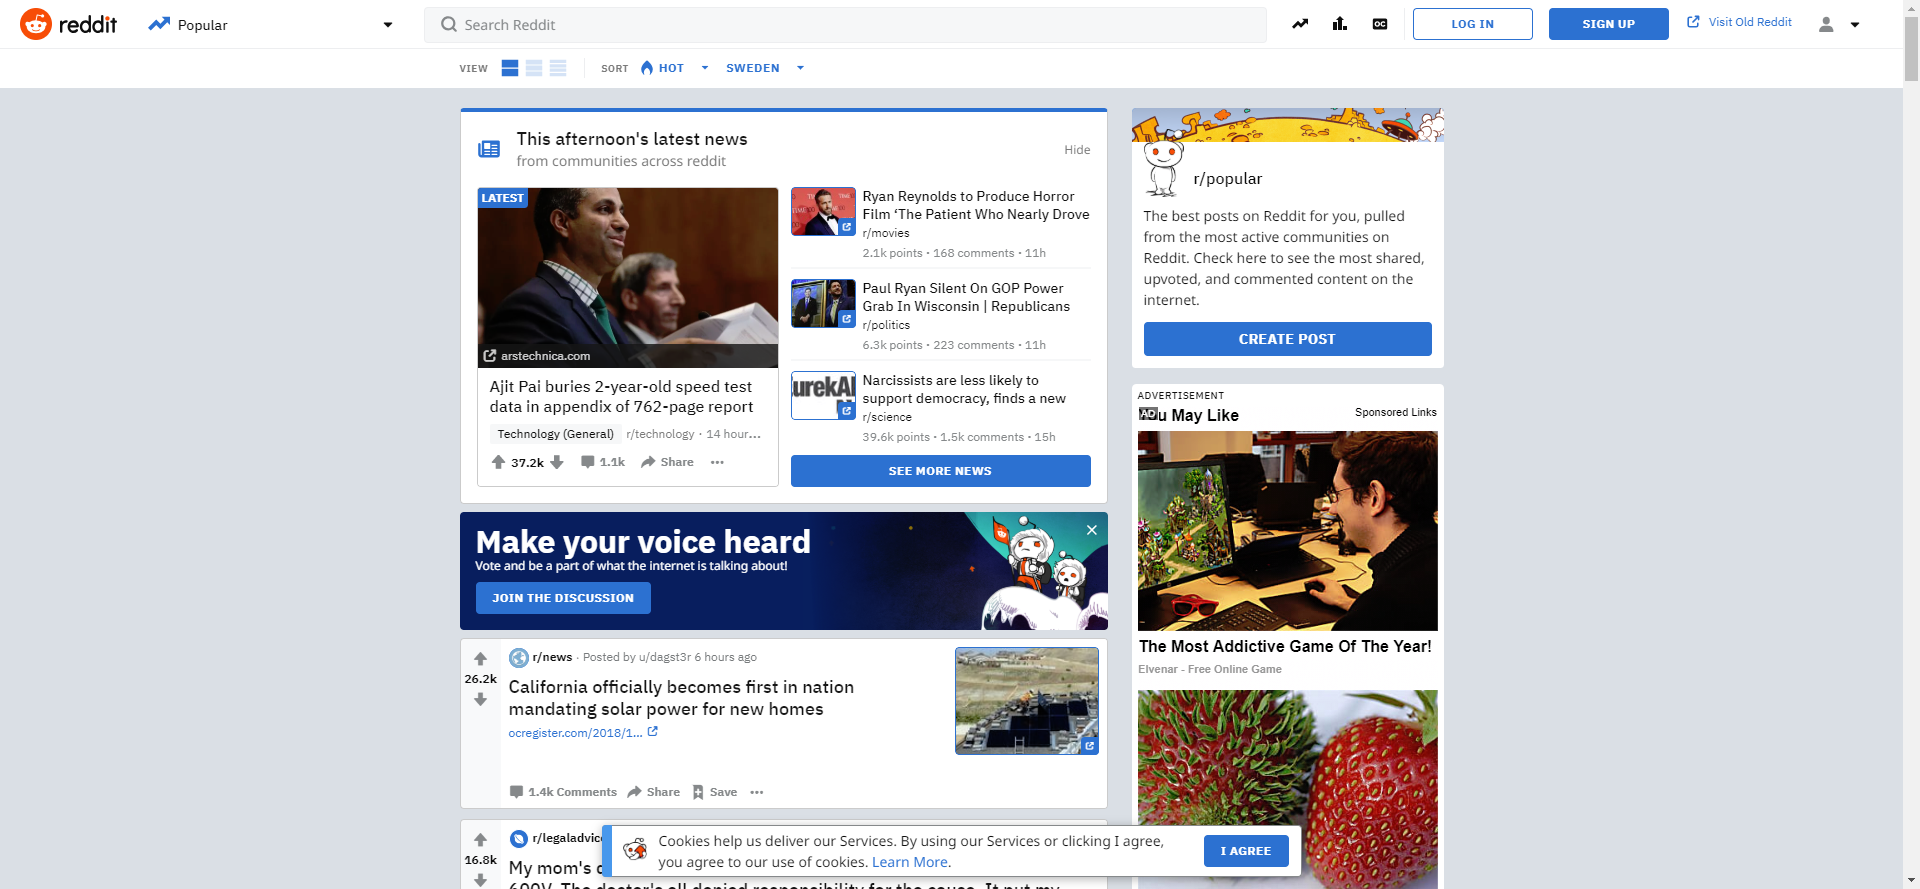 reddit
Popular
Search Reddit
LOG IN
SIGN UP
Visit Old Reddit
VIEW
SORT
HOT
SWEDEN
This afternoon's latest news
from communities across reddit
Hide
LATEST
arstechnica.com
Ajit Pai buries 2-year-old speed test
data in appendix of 762-page report
Technology (General) r/technology · 14 hour...
37.2k
1.1k
Share
Ryan Reynolds to Produce Horror
Film ‘The Patient Who Nearly Drove
r/movies
2.1k points • 168 comments • 11h
Paul Ryan Silent On GOP Power
Grab In Wisconsin | Republicans
r/politics
6.3k points • 223 comments • 11h
Narcissists are less likely to
support democracy, finds a new
r/science
39.6k points • 1.5k comments • 15h
SEE MORE NEWS
Make your voice heard
Vote and be a part of what the internet is talking about!
JOIN THE DISCUSSION
26.2k
r/news · Posted by u/dagst3r 6 hours ago
California officially becomes first in nation
mandating solar power for new homes
ocregister.com/2018/1...
1.4k Comments
Share
Save
16.8k
r/legaladvice
My mom's
600V. The doctor's all denied responsibility for the cause. It put my
r/popular
The best posts on Reddit for you, pulled
from the most active communities on
Reddit. Check here to see the most shared,
upvoted, and commented content on the
internet.
CREATE POST
ADVERTISEMENT
AD
u May Like
Sponsored Links
The Most Addictive Game Of The Year!
Elvenar - Free Online Game
Cookies help us deliver our Services. By using our Services or clicking I agree,
you agree to our use of cookies. Learn More.
I AGREE